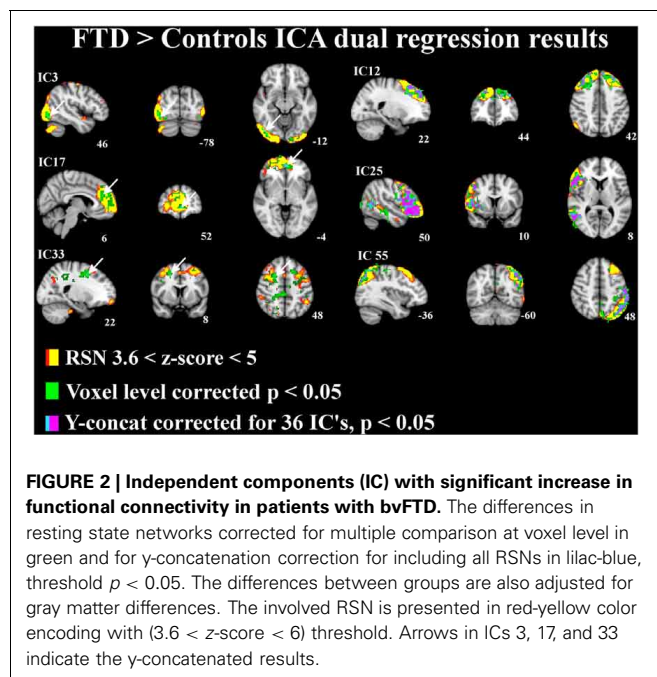 FTD > Controls ICA dual regression results
IC3
46
-78
-12
IC12
22
44
42
IC17
6
52
-4
IC25
50
10
8
IC33
22
8
48
IC 55
-36
-60
48
RSN 3.6 < z-score < 5
Voxel level corrected p < 0.05
Y-concat corrected for 36 IC's, p < 0.05
FIGURE 2 | Independent components (IC) with significant increase in
functional connectivity in patients with bvFTD. The differences in
resting state networks corrected for multiple comparison at voxel level in
green and for y-concatenation correction for including all RSNs in lilac-blue,
threshold p < 0.05. The differences between groups are also adjusted for
gray matter differences. The involved RSN is presented in red-yellow color
encoding with (3.6 < z-score < 6) threshold. Arrows in ICs 3, 17, and 33
indicate the y-concatenated results.